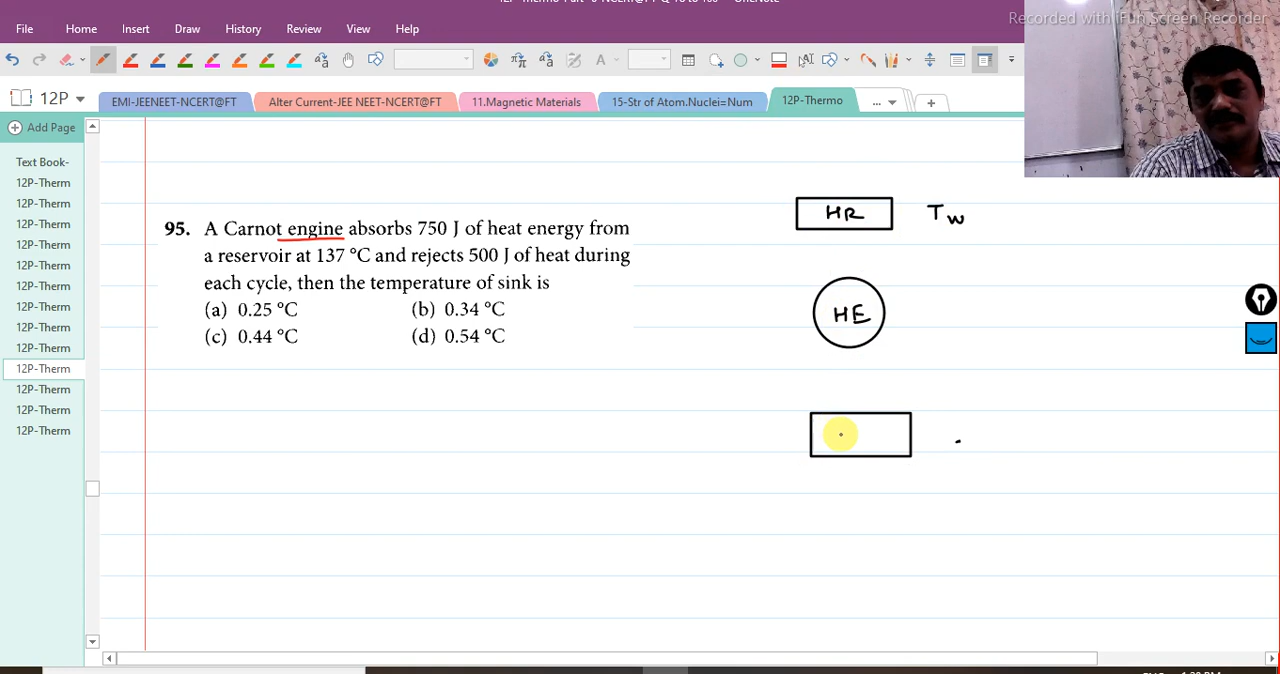 Recorded with iFun Screen Recorder
File Home Insert Draw History Review View Help
12P EMI-JEENEET-NCERT@FT Alter Current-JEE NEET-NCERT@FT 11.Magnetic Materials 15-Str of Atom.Nuclei=Num 12P-Thermo ...
Add Page
Text Book-
12P-Therm
12P-Therm
12P-Therm
12P-Therm
12P-Therm
12P-Therm
12P-Therm
12P-Therm
12P-Therm
12P-Therm
12P-Therm
12P-Therm
12P-Therm
95. A Carnot engine absorbs 750 J of heat energy from
a reservoir at 137 °C and rejects 500 J of heat during
each cycle, then the temperature of sink is
(a) 0.25 °C (b) 0.34 °C
(c) 0.44 °C (d) 0.54 °C
HR Tw
HE